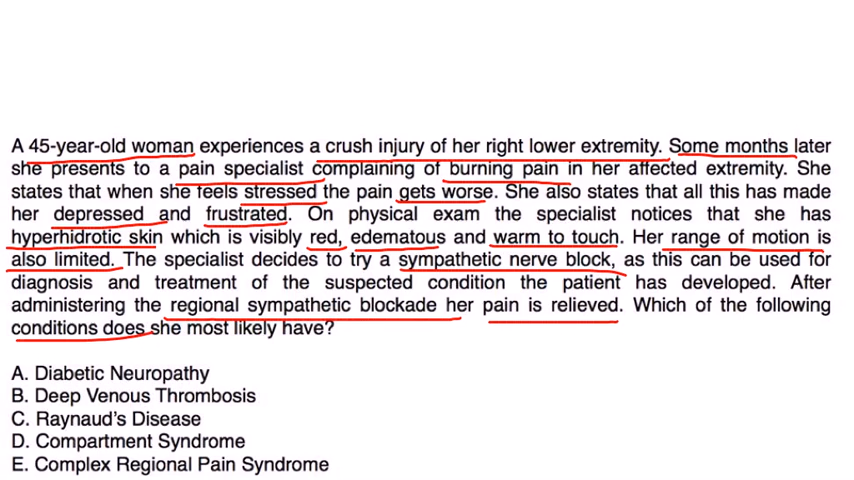 A 45-year-old woman experiences a crush injury of her right lower extremity. Some months later
she presents to a pain specialist complaining of burning pain in her affected extremity. She
states that when she feels stressed the pain gets worse. She also states that all this has made
her depressed and frustrated. On physical exam the specialist notices that she has
hyperhidrotic skin which is visibly red, edematous and warm to touch. Her range of motion is
also limited. The specialist decides to try a sympathetic nerve block, as this can be used for
diagnosis and treatment of the suspected condition the patient has developed. After
administering the regional sympathetic blockade her pain is relieved. Which of the following
conditions does she most likely have?
A. Diabetic Neuropathy
B. Deep Venous Thrombosis
C. Raynaud's Disease
D. Compartment Syndrome
E. Complex Regional Pain Syndrome